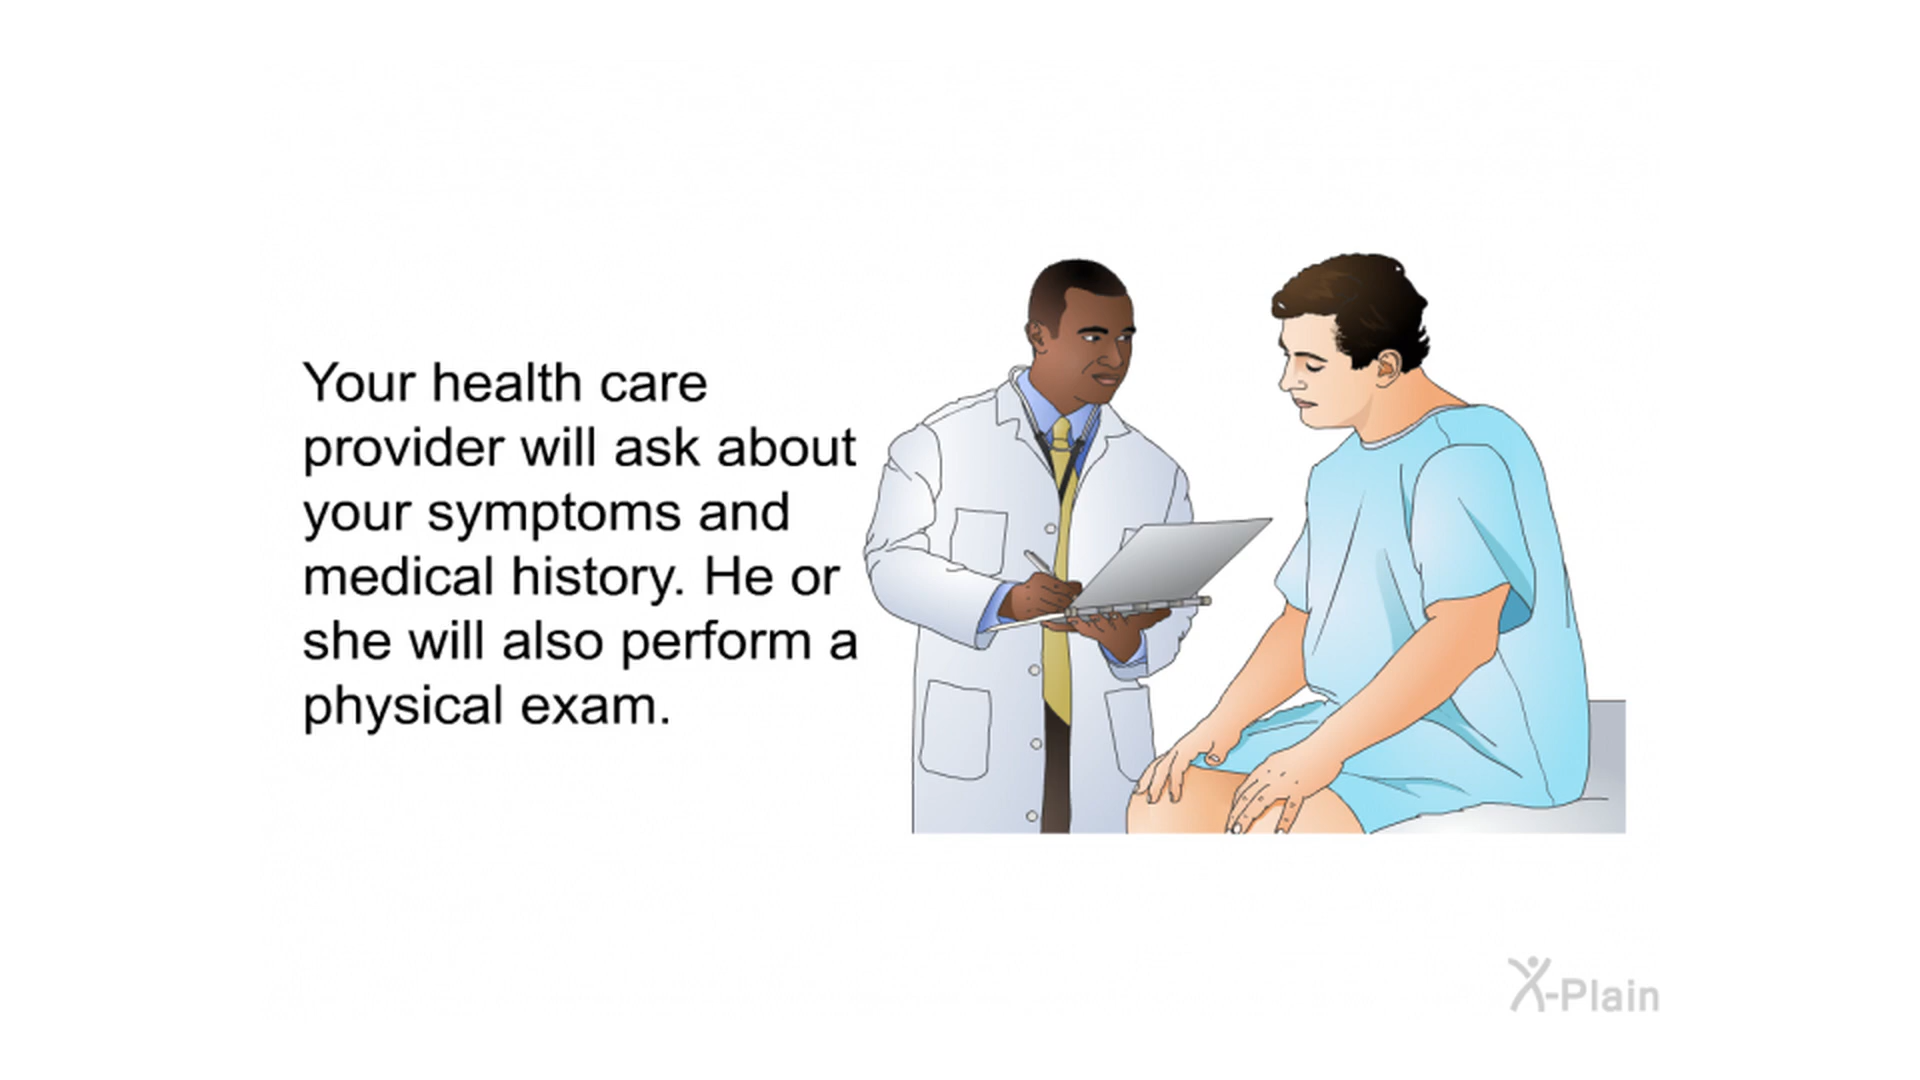 Your health care
provider will ask about
your symptoms and
medical history. He or
she will also perform a
physical exam.
X-Plain